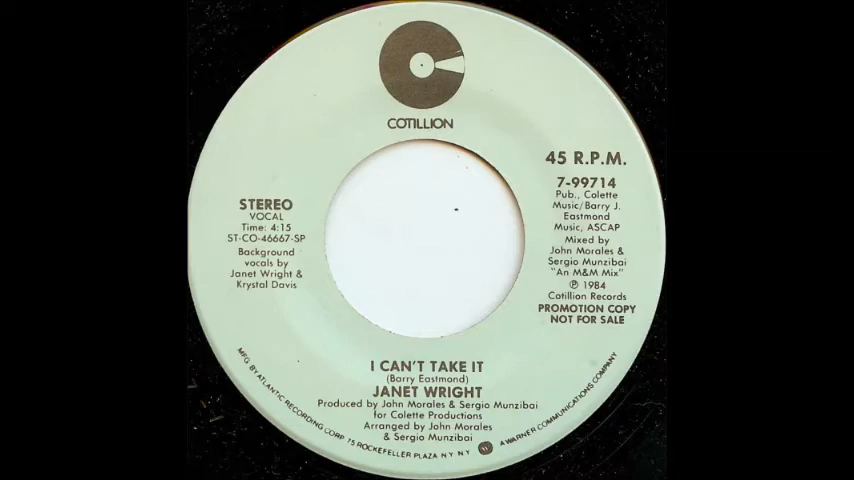 COTILLION
45 R.P.M.
7-99714
Pub., Colette
Music/Barry J.
Eastmond
Music, ASCAP
Mixed by
John Morales &
Sergio Munzibai
"An M&M Mix"
℗ 1984
Cotillion Records
PROMOTION COPY
NOT FOR SALE
STEREO
VOCAL
Time: 4:15
ST-CO-46667-SP
Background
vocals by
Janet Wright &
Krystal Davis
I CAN'T TAKE IT
(Barry Eastmond)
JANET WRIGHT
Produced by John Morales & Sergio Munzibai
for Colette Productions
Arranged by John Morales
& Sergio Munzibai
MFG. BY ATLANTIC RECORDING CORP. 75 ROCKEFELLER PLAZA NY. NY. A WARNER COMMUNICATIONS COMPANY